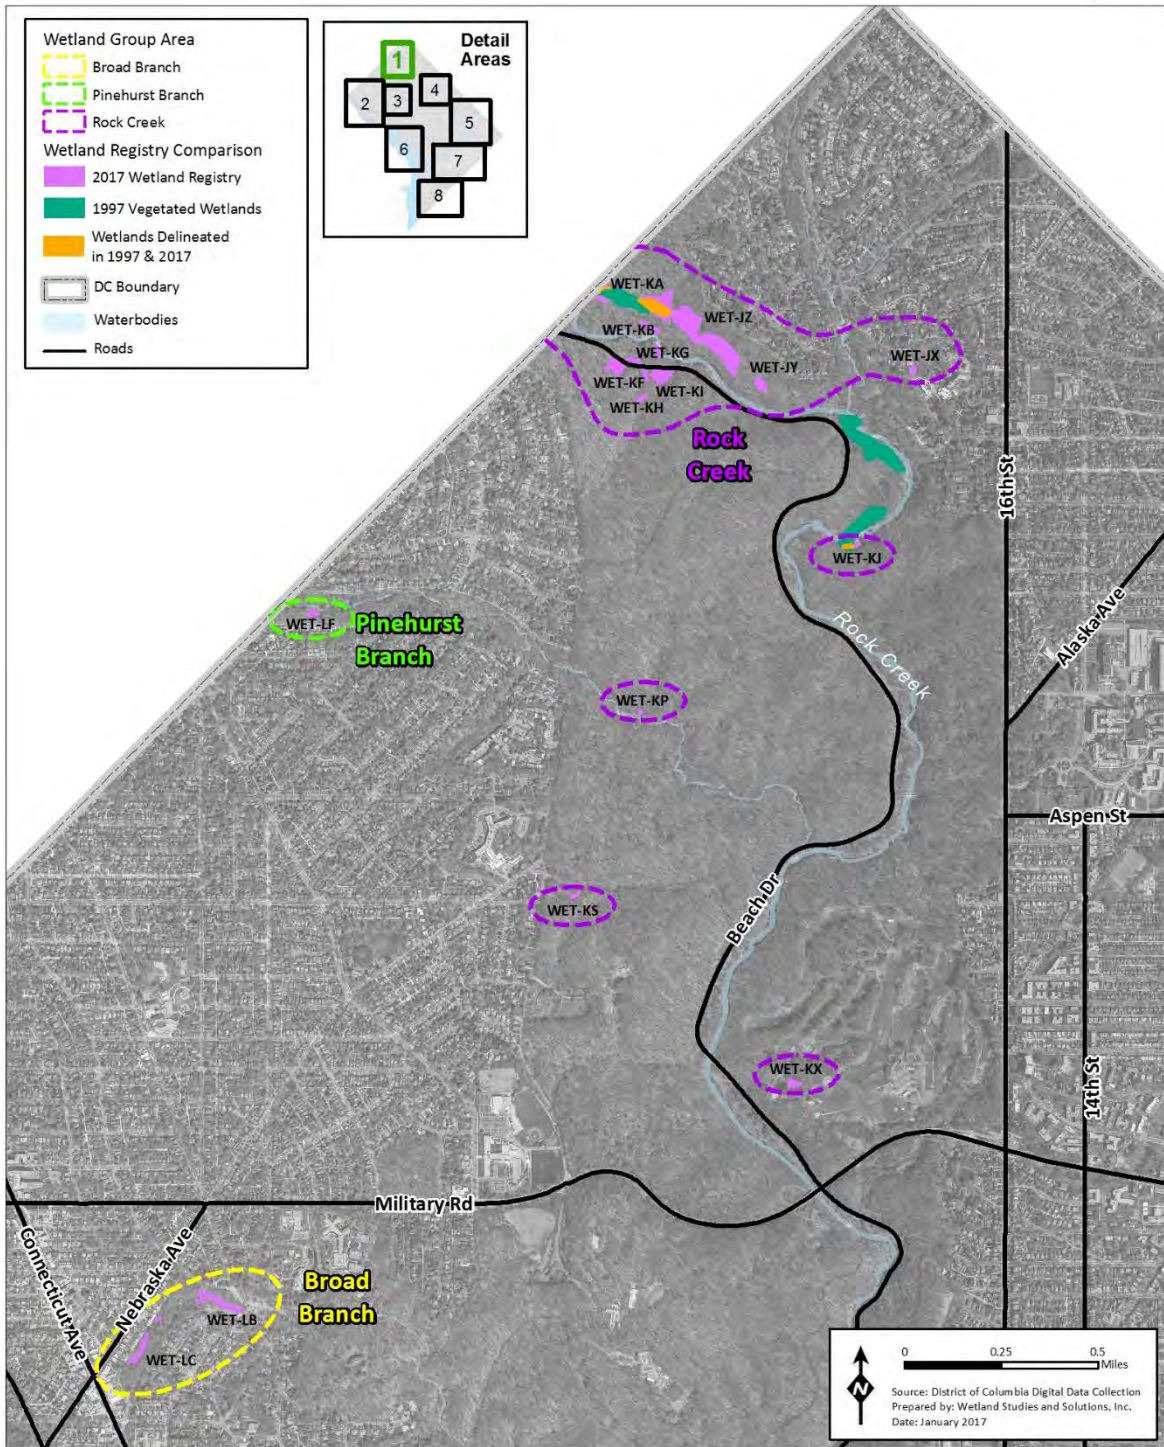 Wetland Group Area
Broad Branch
Pinehurst Branch
Rock Creek
Wetland Registry Comparison
2017 Wetland Registry
1997 Vegetated Wetlands
Wetlands Delineated
in 1997 & 2017
DC Boundary
Waterbodies
Roads
Detail
Areas
1
2
3
4
5
6
7
8
WET-KA
WET-JZ
WET-KB
WET-KG
WET-JY
WET-JX
WET-KF
WET-KI
WET-KH
Rock
Creek
16th St
WET-KJ
Alaska Ave
WET-LF
Pinehurst
Branch
Rock Creek
WET-KP
Aspen St
WET-KS
Beach Dr
WET-KX
14th St
Military Rd
Connecticut Ave
Nebraska Ave
Broad
Branch
WET-LB
WET-LC
N
0 0.25 0.5
Miles
Source: District of Columbia Digital Data Collection
Prepared by: Wetland Studies and Solutions, Inc.
Date: January 2017